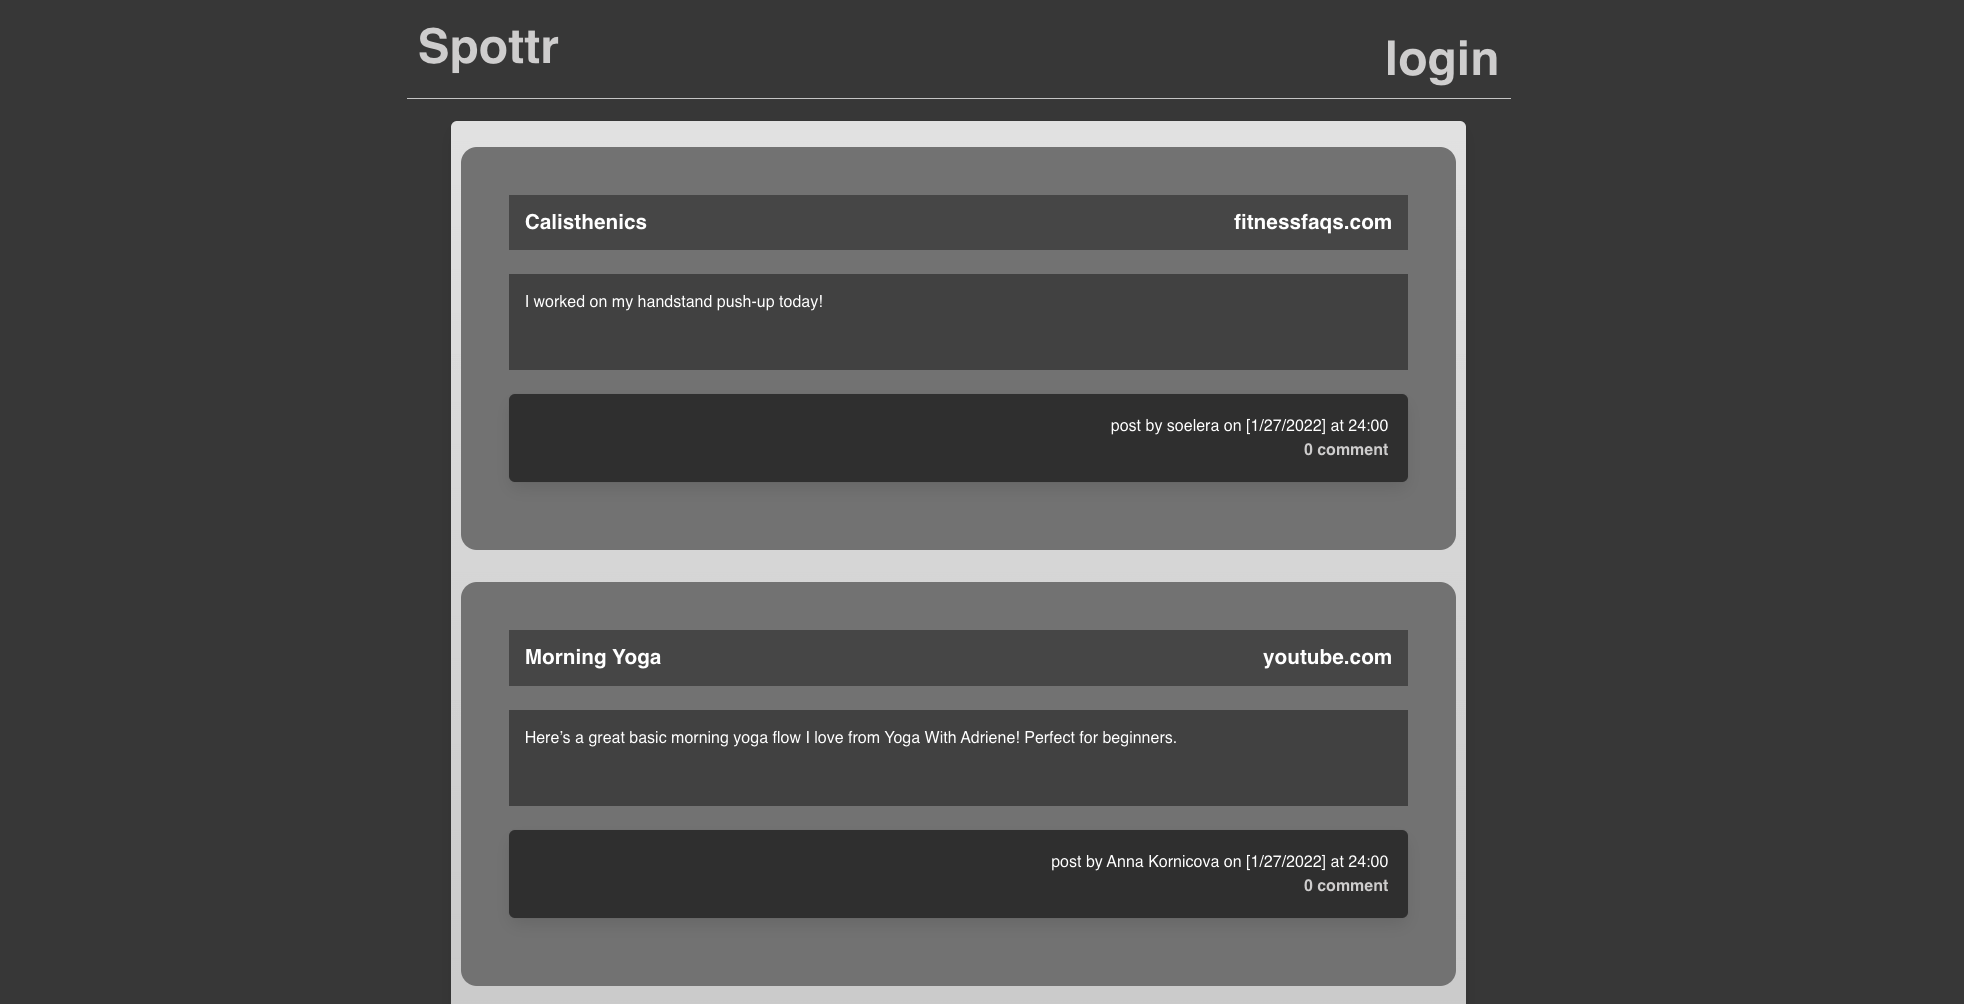 Spottr
login
Calisthenics
fitnessfaqs.com
I worked on my handstand push-up today!
post by soelera on [1/27/2022] at 24:00
0 comment
Morning Yoga
youtube.com
Here’s a great basic morning yoga flow I love from Yoga With Adriene! Perfect for beginners.
post by Anna Kornicova on [1/27/2022] at 24:00
0 comment